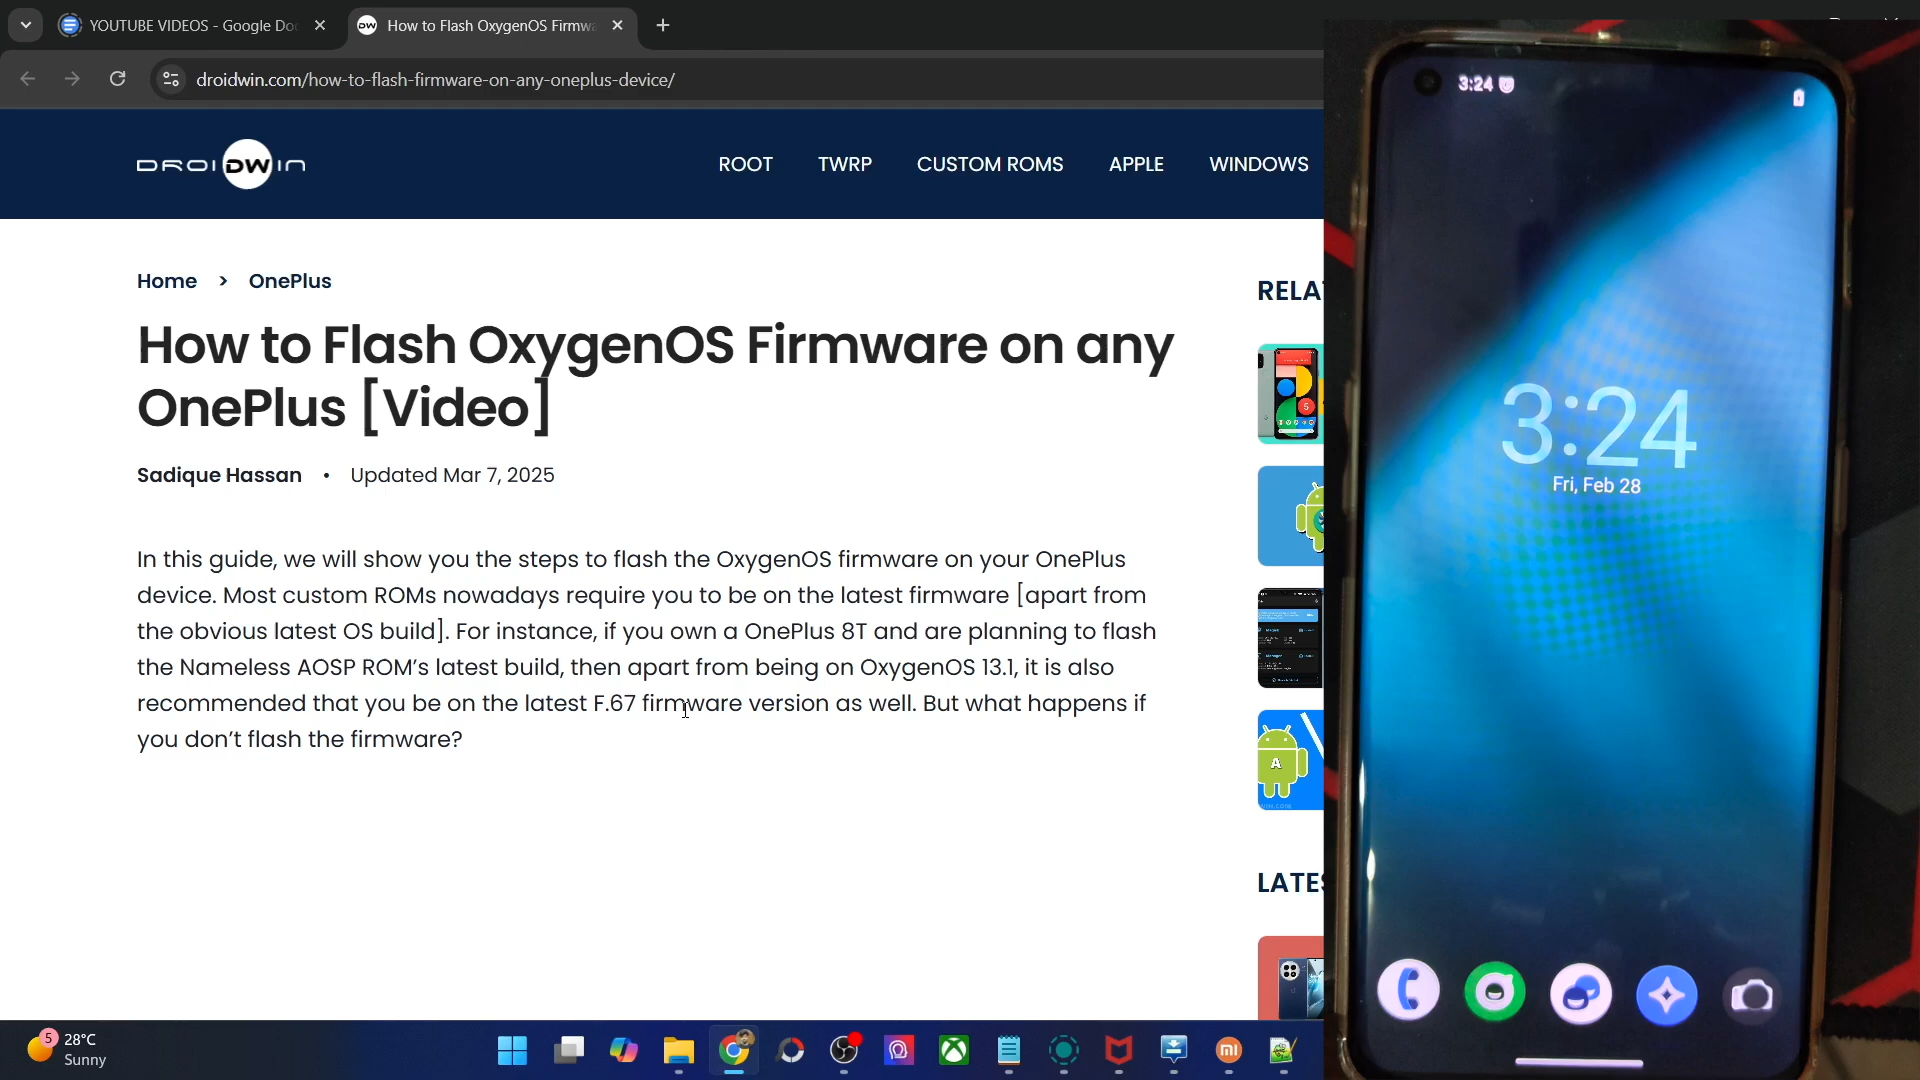 YOUTUBE VIDEOS - Google Do
How to Flash OxygenOS Firmw
droidwin.com/how-to-flash-firmware-on-any-oneplus-device/
DROIDWIN
DW
ROOT
TWRP
CUSTOM ROMS
APPLE
WINDOWS
Home > OnePlus
How to Flash OxygenOS Firmware on any
OnePlus [Video]
Sadique Hassan • Updated Mar 7, 2025
In this guide, we will show you the steps to flash the OxygenOS firmware on your OnePlus
device. Most custom ROMs nowadays require you to be on the latest firmware [apart from
the obvious latest OS build]. For instance, if you own a OnePlus 8T and are planning to flash
the Nameless AOSP ROM’s latest build, then apart from being on OxygenOS 13.1, it is also
recommended that you be on the latest F.67 firmware version as well. But what happens if
you don’t flash the firmware?
RELA
LATES
3:24
3:24
Fri, Feb 28
5
28°C
Sunny